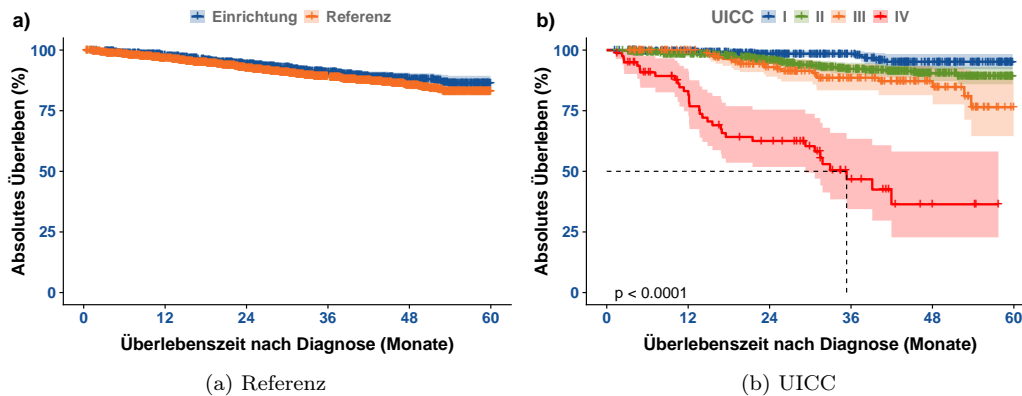 a)
Einrichtung Referenz
Absolutes Überleben (%)
100
75
50
25
0
0 12 24 36 48 60
Überlebenszeit nach Diagnose (Monate)
(a) Referenz
b)
UICC I II III IV
Absolutes Überleben (%)
100
75
50
25
0
p < 0.0001
0 12 24 36 48 60
Überlebenszeit nach Diagnose (Monate)
(b) UICC